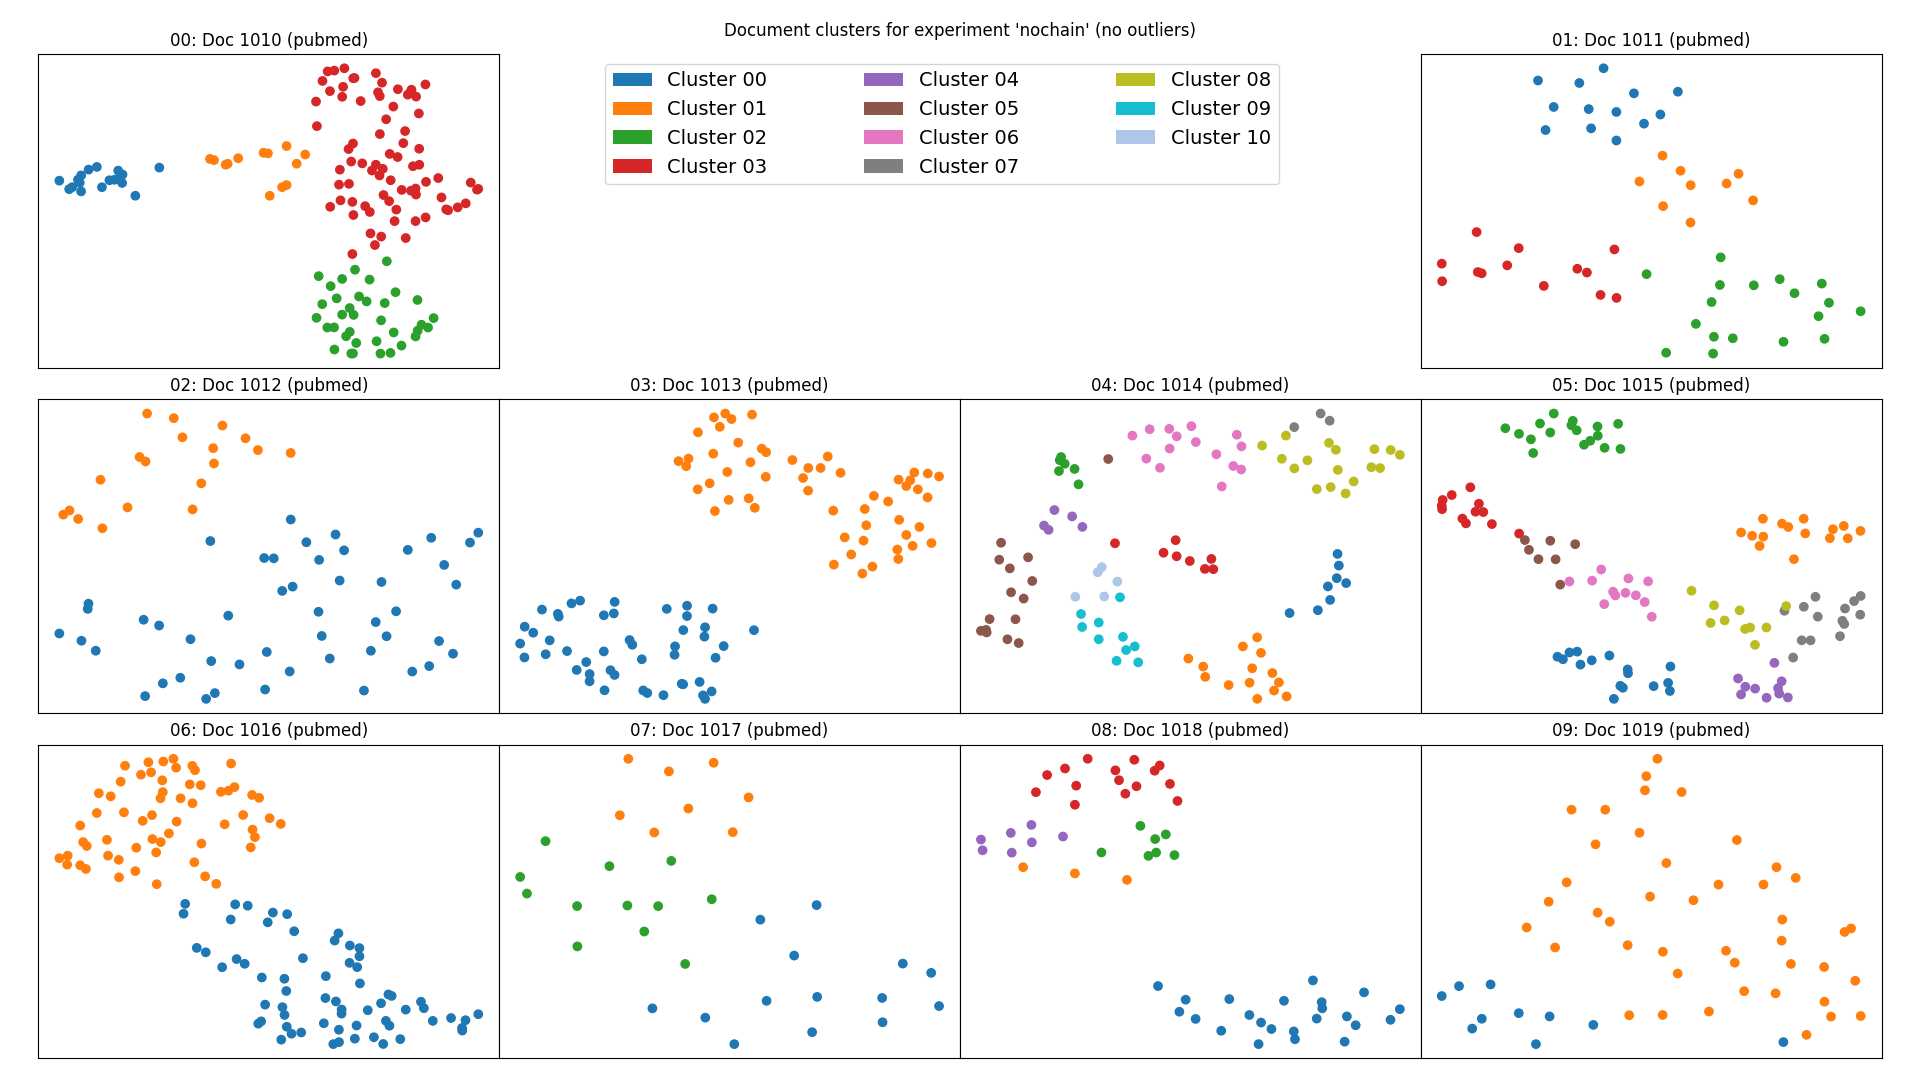 Document clusters for experiment 'nochain' (no outliers)
00: Doc 1010 (pubmed)
01: Doc 1011 (pubmed)
Cluster 00
Cluster 01
Cluster 02
Cluster 03
Cluster 04
Cluster 05
Cluster 06
Cluster 07
Cluster 08
Cluster 09
Cluster 10
02: Doc 1012 (pubmed)
03: Doc 1013 (pubmed)
04: Doc 1014 (pubmed)
05: Doc 1015 (pubmed)
06: Doc 1016 (pubmed)
07: Doc 1017 (pubmed)
08: Doc 1018 (pubmed)
09: Doc 1019 (pubmed)